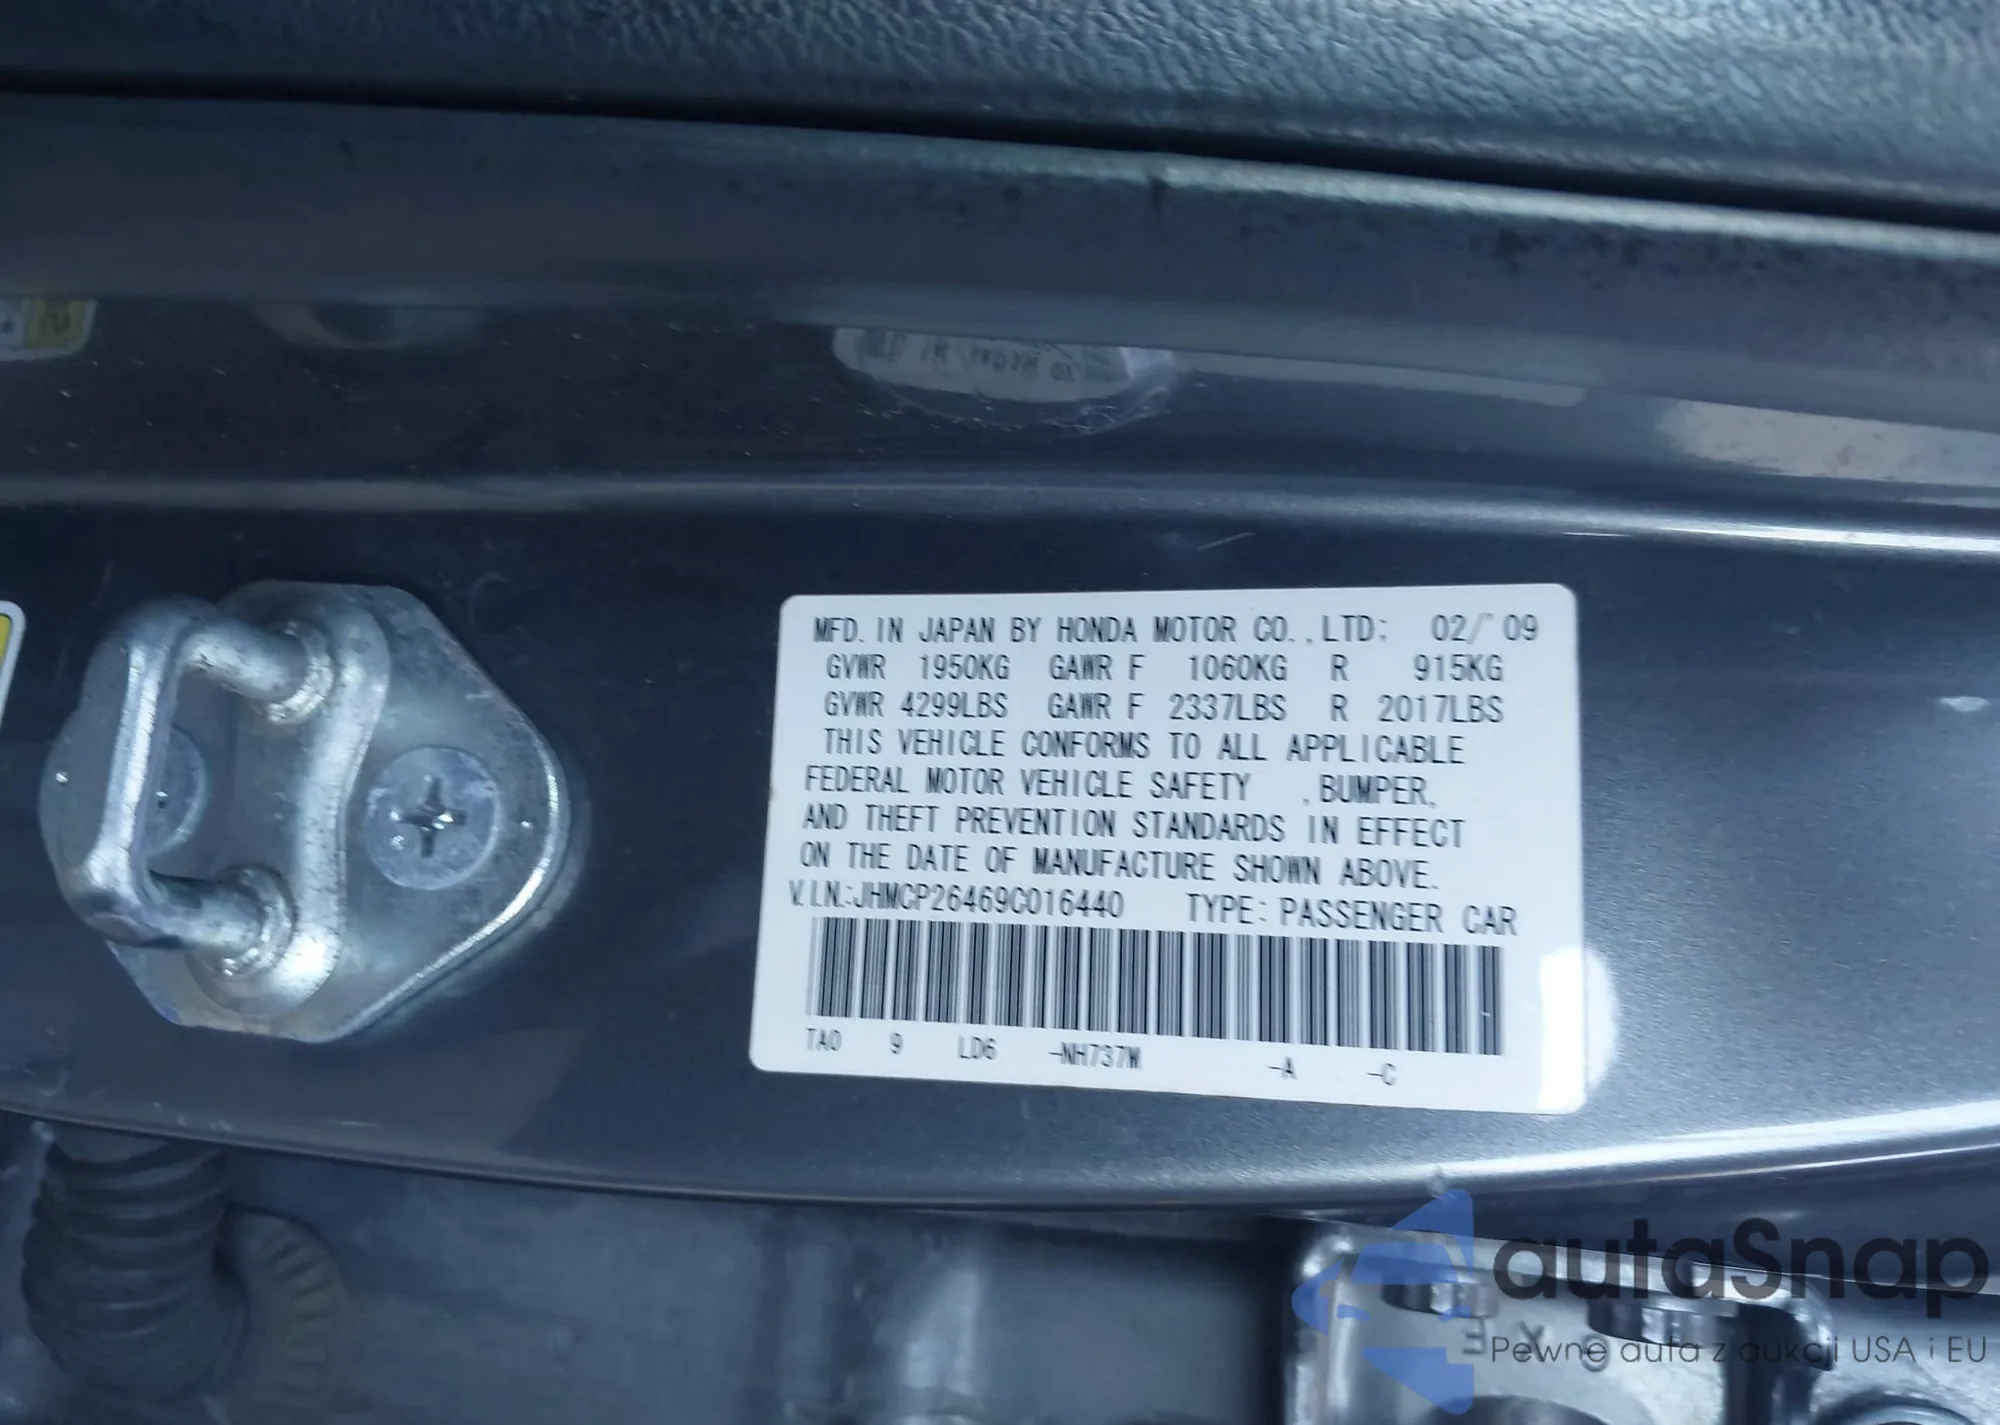 MFD. IN JAPAN BY HONDA MOTOR CO., LTD: 02/'09
GVWR 1950KG GAWR F 1060KG R 915KG
GVWR 4299LBS GAWR F 2337LBS R 2017LBS
THIS VEHICLE CONFORMS TO ALL APPLICABLE
FEDERAL MOTOR VEHICLE SAFETY , BUMPER,
AND THEFT PREVENTION STANDARDS IN EFFECT
ON THE DATE OF MANUFACTURE SHOWN ABOVE.
V.I.N.:JHMCP26469C016440 TYPE: PASSENGER CAR
TA0 9 LD6 -NH737M -A -C
autaSnap
Pewne auta z aukcji USA i EU